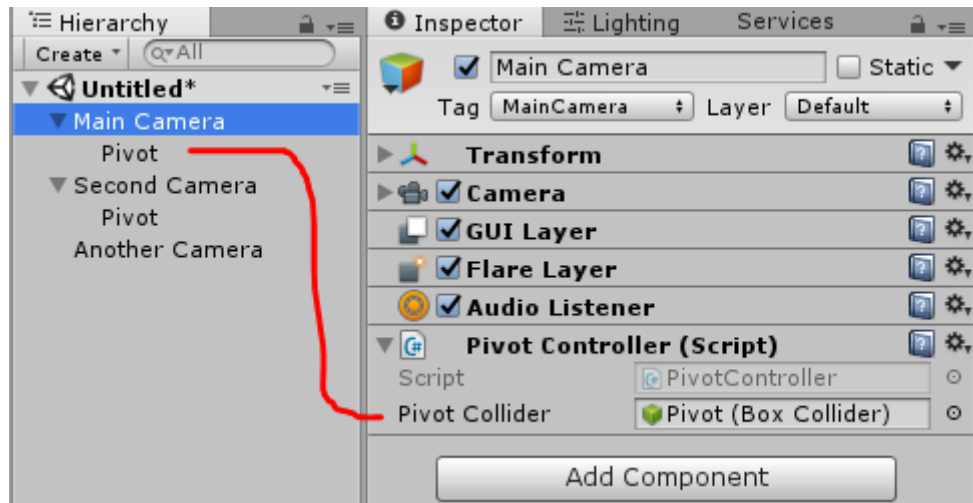 Hierarchy
Create
All
Untitled*
Main Camera
Pivot
Second Camera
Pivot
Another Camera
Inspector
Lighting
Services
Main Camera
Static
Tag MainCamera Layer Default
Transform
Camera
GUI Layer
Flare Layer
Audio Listener
C# Pivot Controller (Script)
Script PivotController
Pivot Collider Pivot (Box Collider)
Add Component